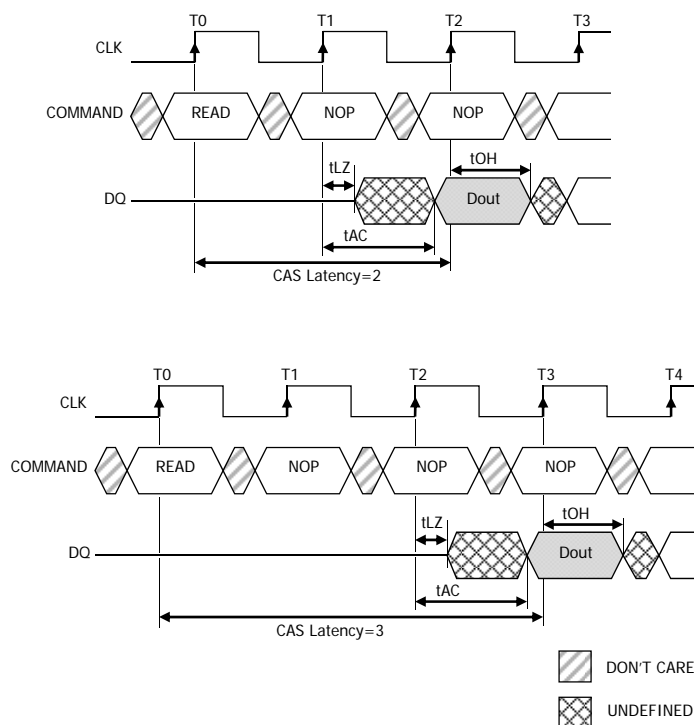 T0 T1 T2 T3
CLK
COMMAND READ NOP NOP
tLZ tOH
DQ Dout
tAC
CAS Latency=2
T0 T1 T2 T3 T4
CLK
COMMAND READ NOP NOP NOP
tLZ tOH
DQ Dout
tAC
CAS Latency=3
DON'T CARE
UNDEFINED